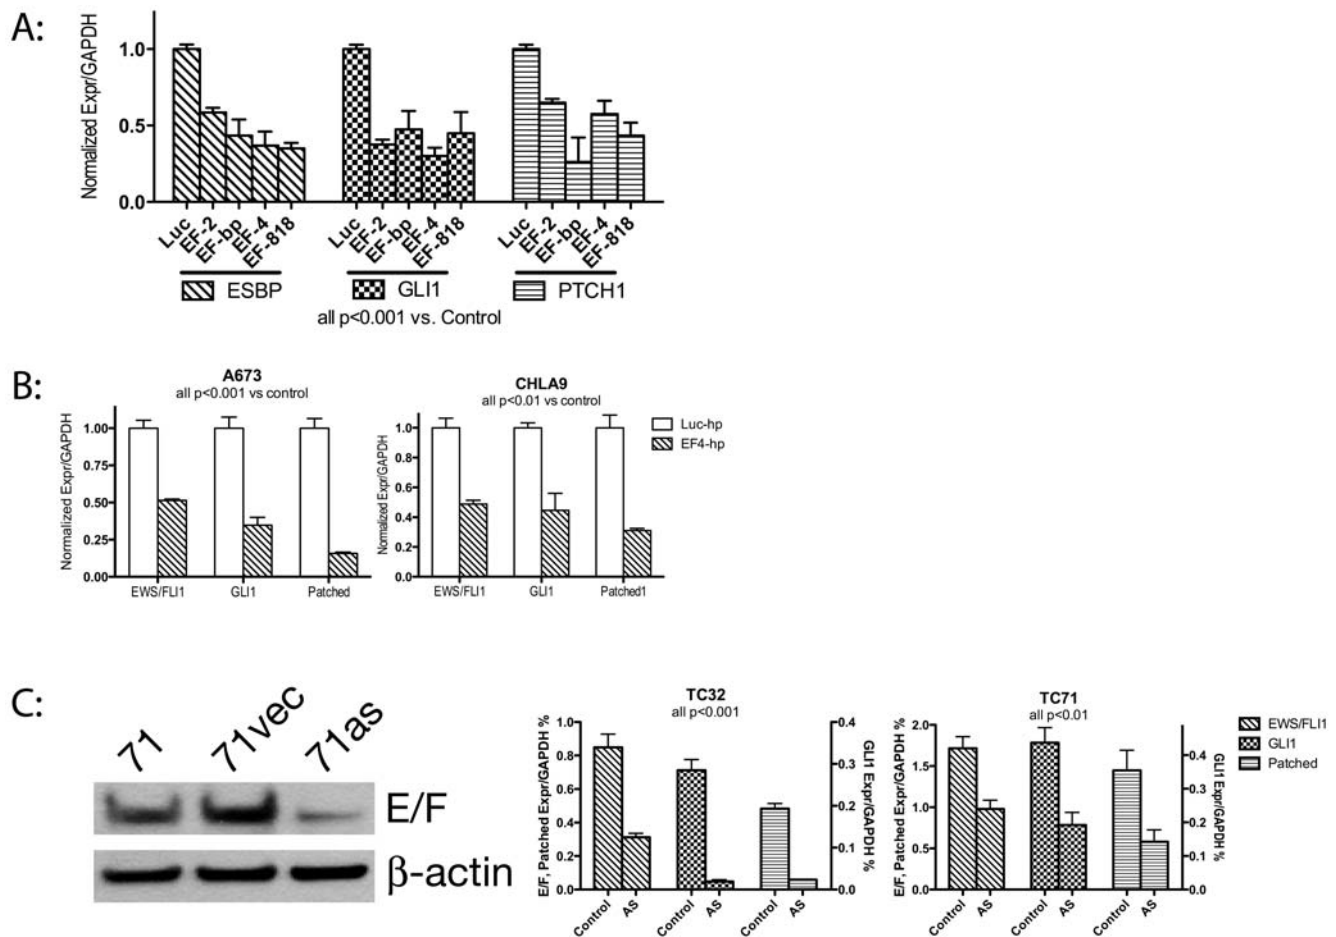 A:
Normalized Expr/GAPDH
1.0
0.5
0.0
Luc EF-2 EF-bp EF-4 EF-818 Luc EF-2 EF-bp EF-4 EF-818 Luc EF-2 EF-bp EF-4 EF-818
ESBP GLI1 PTCH1
all p<0.001 vs. Control
B:
A673
all p<0.001 vs control
Normalized Expr/GAPDH
1.00
0.75
0.50
0.25
0.00
EWS/FLI1 GLI1 Patched
CHLA9
all p<0.01 vs control
Normalized Expr/GAPDH
1.0
0.8
0.6
0.4
0.2
0.0
EWS/FLI1 GLI1 Patched1
Luc-hp
EF4-hp
C:
71 71vec 71as
E/F
β-actin
TC32
all p<0.001
E/F, Patched Expr/GAPDH %
1.0
0.8
0.6
0.4
0.2
0.0
GLI1 Expr/GAPDH %
0.4
0.3
0.2
0.1
0.0
Control AS Control AS Control AS
TC71
all p<0.01
E/F, Patched Expr/GAPDH %
2.0
1.5
1.0
0.5
0.0
GLI1 Expr/GAPDH %
0.4
0.3
0.2
0.1
0.0
Control AS Control AS Control AS
EWS/FLI1
GLI1
Patched